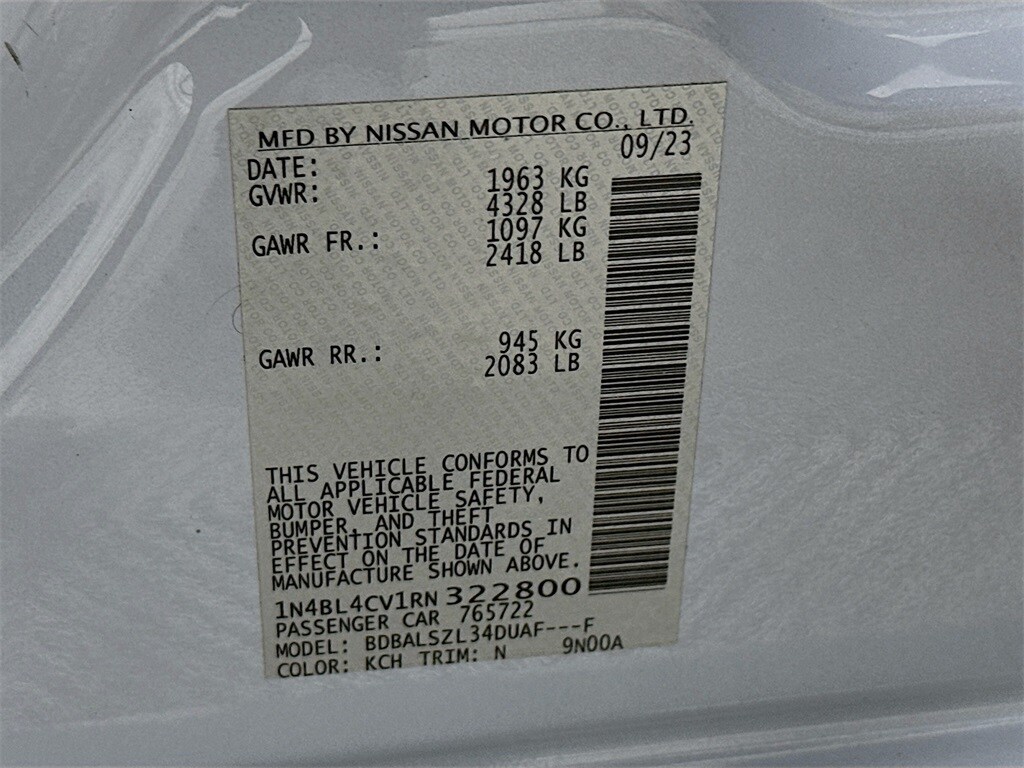 MFD BY NISSAN MOTOR CO., LTD.
DATE: 09/23
GVWR: 1963 KG
4328 LB
GAWR FR.: 1097 KG
2418 LB
GAWR RR.: 945 KG
2083 LB
THIS VEHICLE CONFORMS TO
ALL APPLICABLE FEDERAL
MOTOR VEHICLE SAFETY,
BUMPER, AND THEFT
PREVENTION STANDARDS IN
EFFECT ON THE DATE OF
MANUFACTURE SHOWN ABOVE.
1N4BL4CV1RN322800
PASSENGER CAR 765722
MODEL: BDBALSZL34DUAF---F
COLOR: KCH TRIM: N 9N00A